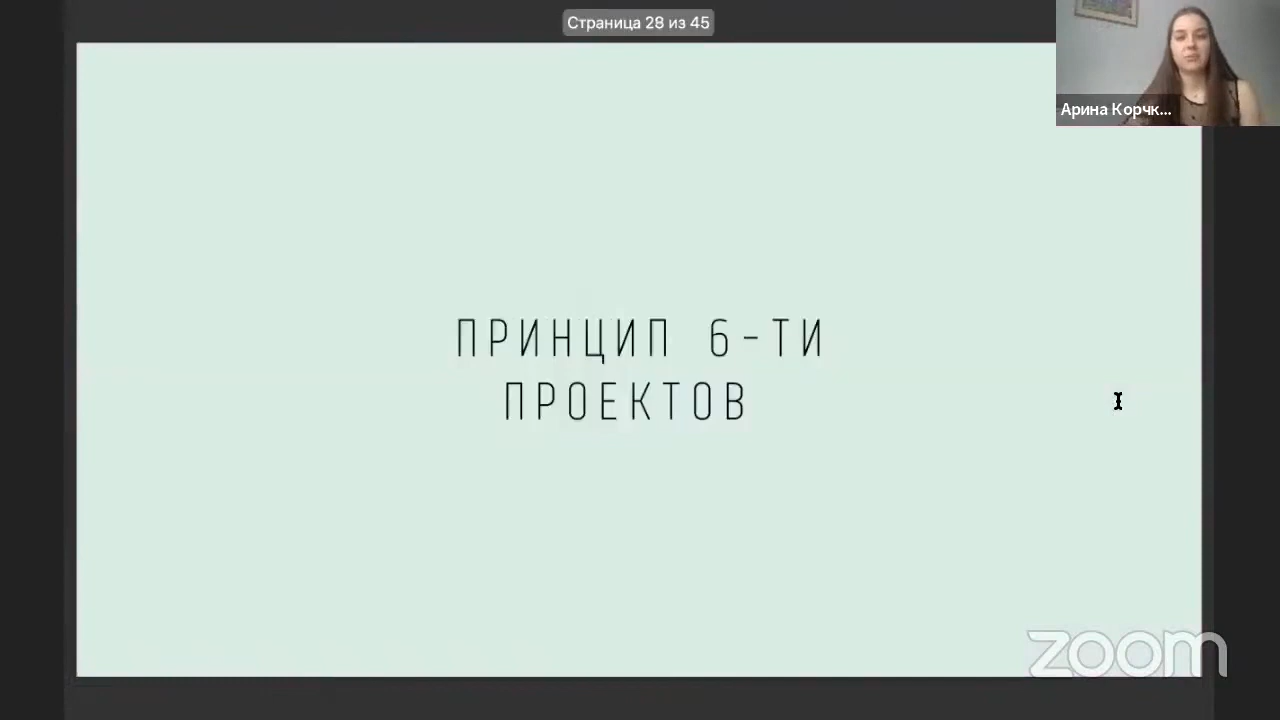 Страница 28 из 45
Арина Корчк...
ПРИНЦИП 6-ТИ
ПРОЕКТОВ
zoom